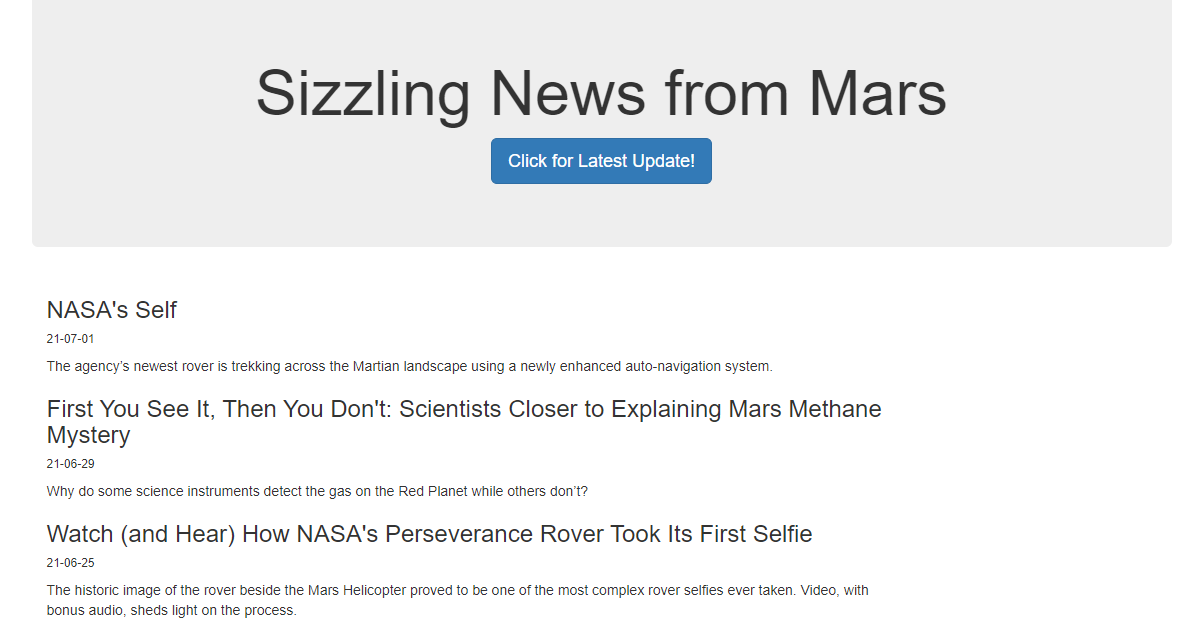 Sizzling News from Mars
Click for Latest Update!
NASA's Self
21-07-01
The agency’s newest rover is trekking across the Martian landscape using a newly enhanced auto-navigation system.
First You See It, Then You Don't: Scientists Closer to Explaining Mars Methane
Mystery
21-06-29
Why do some science instruments detect the gas on the Red Planet while others don’t?
Watch (and Hear) How NASA's Perseverance Rover Took Its First Selfie
21-06-25
The historic image of the rover beside the Mars Helicopter proved to be one of the most complex rover selfies ever taken. Video, with
bonus audio, sheds light on the process.